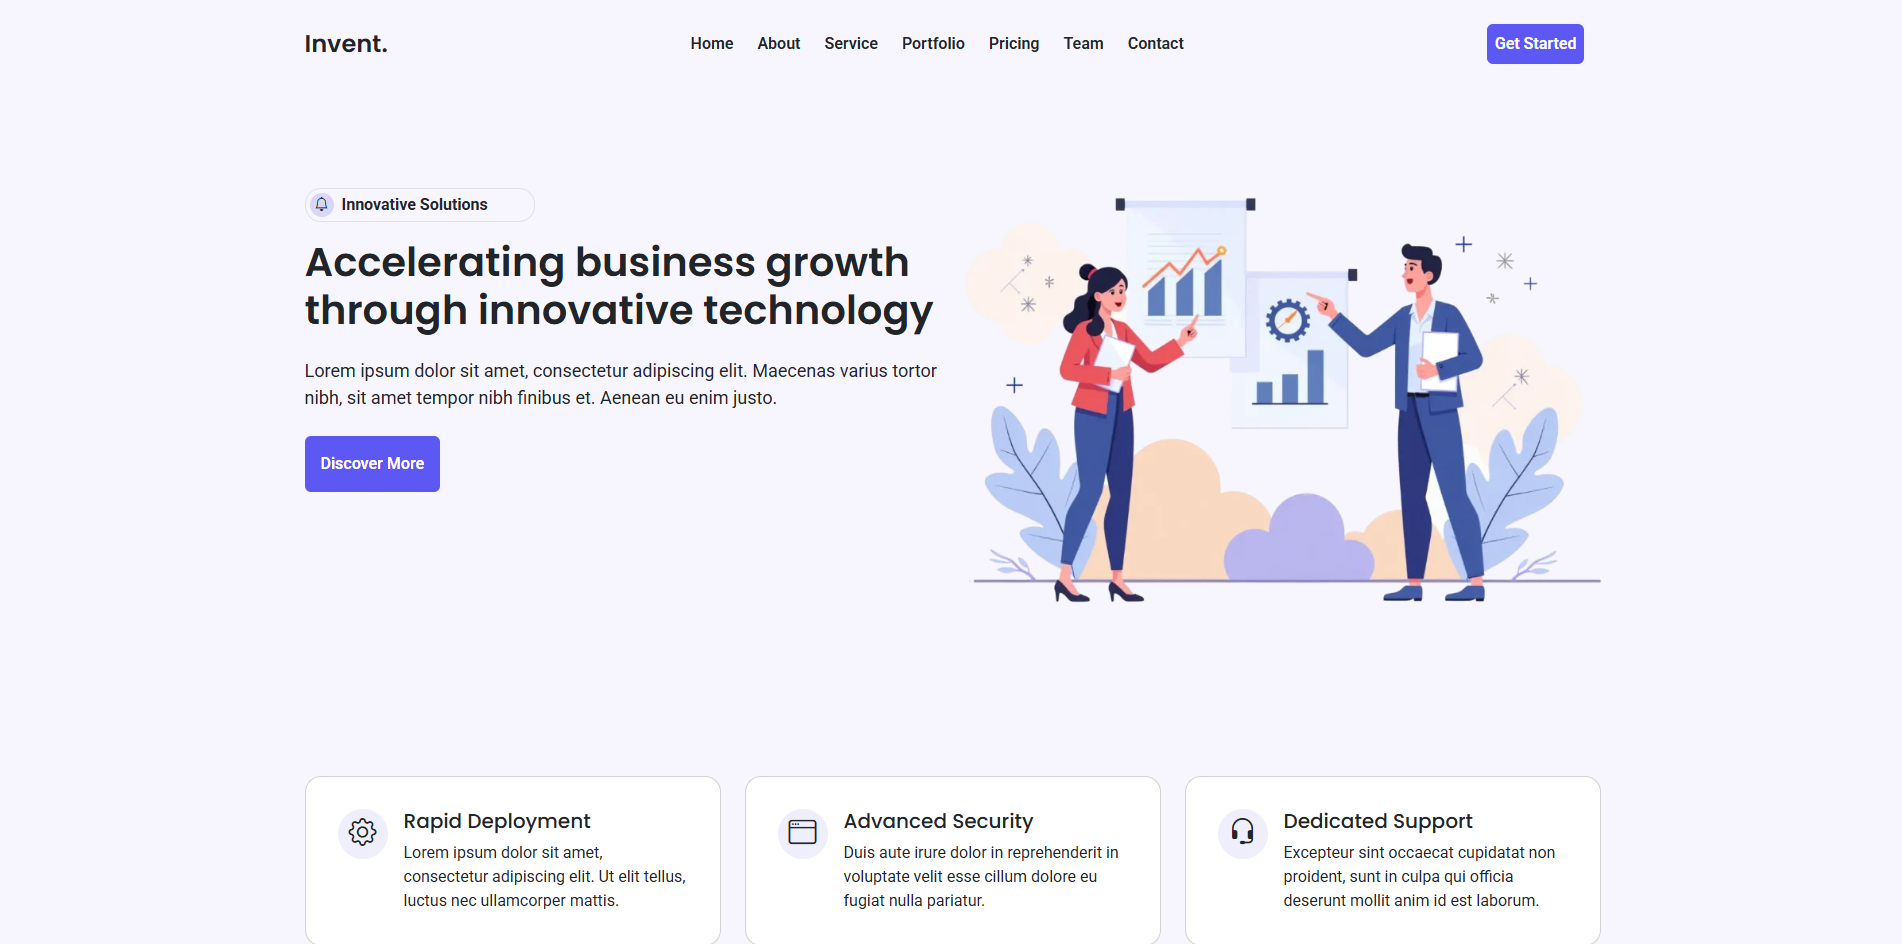 Invent.
Home About Service Portfolio Pricing Team Contact
Get Started
Innovative Solutions
Accelerating business growth
through innovative technology
Lorem ipsum dolor sit amet, consectetur adipiscing elit. Maecenas varius tortor
nibh, sit amet tempor nibh finibus et. Aenean eu enim justo.
Discover More
Rapid Deployment
Lorem ipsum dolor sit amet,
consectetur adipiscing elit. Ut elit tellus,
luctus nec ullamcorper mattis.
Advanced Security
Duis aute irure dolor in reprehenderit in
voluptate velit esse cillum dolore eu
fugiat nulla pariatur.
Dedicated Support
Excepteur sint occaecat cupidatat non
proident, sunt in culpa qui officia
deserunt mollit anim id est laborum.